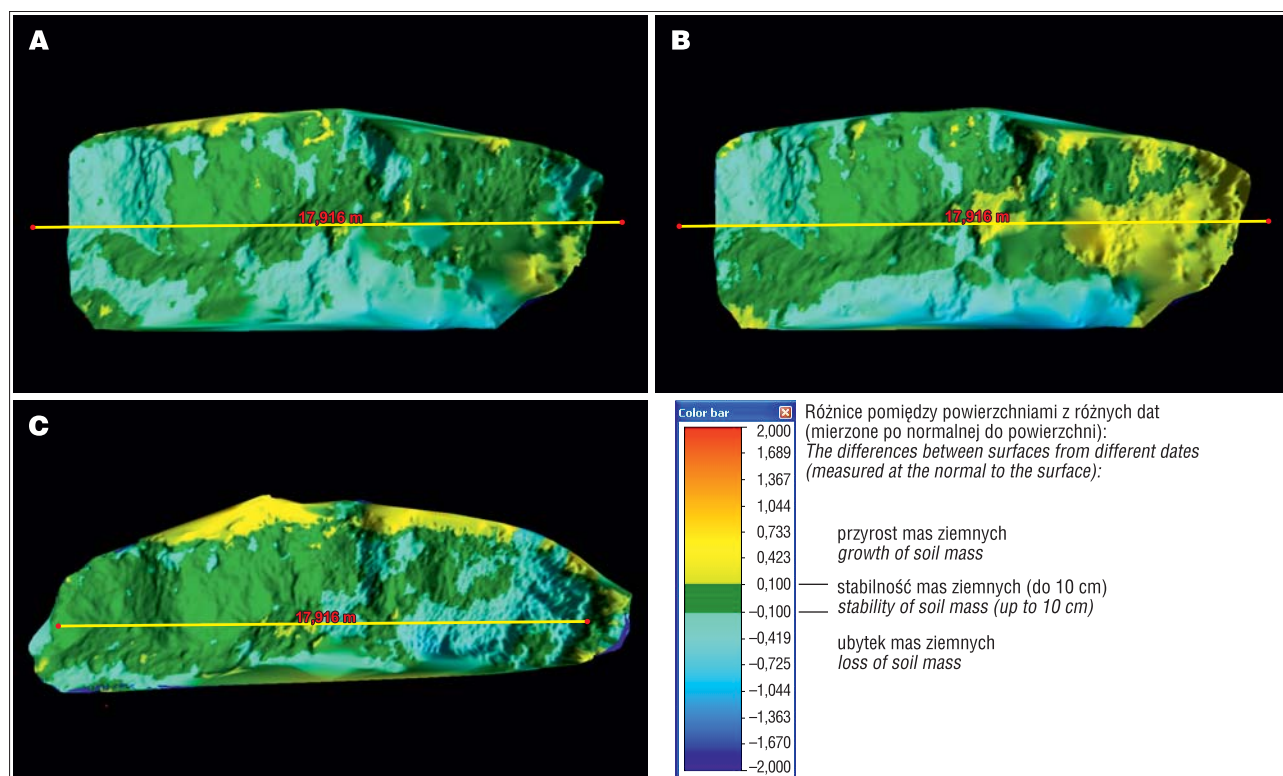 A
B
17,916 m
17,916 m
C
17,916 m
Color bar
2,000
1,689
1,367
1,044
0,733
0,423
0,100
–0,100
–0,419
–0,725
–1,044
–1,363
–1,670
–2,000
Różnice pomiędzy powierzchniami z różnych dat
(mierzone po normalnej do powierzchni):
The differences between surfaces from different dates
(measured at the normal to the surface):
przyrost mas ziemnych
growth of soil mass
stabilność mas ziemnych (do 10 cm)
stability of soil mass (up to 10 cm)
ubytek mas ziemnych
loss of soil mass